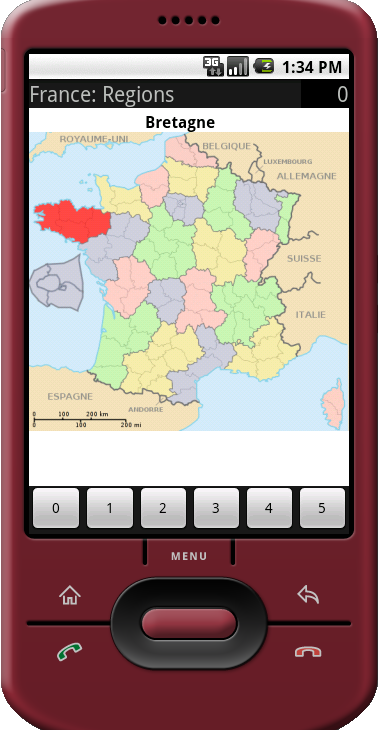 3G 1:34 PM
France: Regions 0
Bretagne
ROYAUME-UNI
BELGIQUE
LUXEMBOURG
ALLEMAGNE
SUISSE
ITALIE
ESPAGNE
ANDORRE
0 100 200 km
0 100 200 mi
0 1 2 3 4 5
MENU